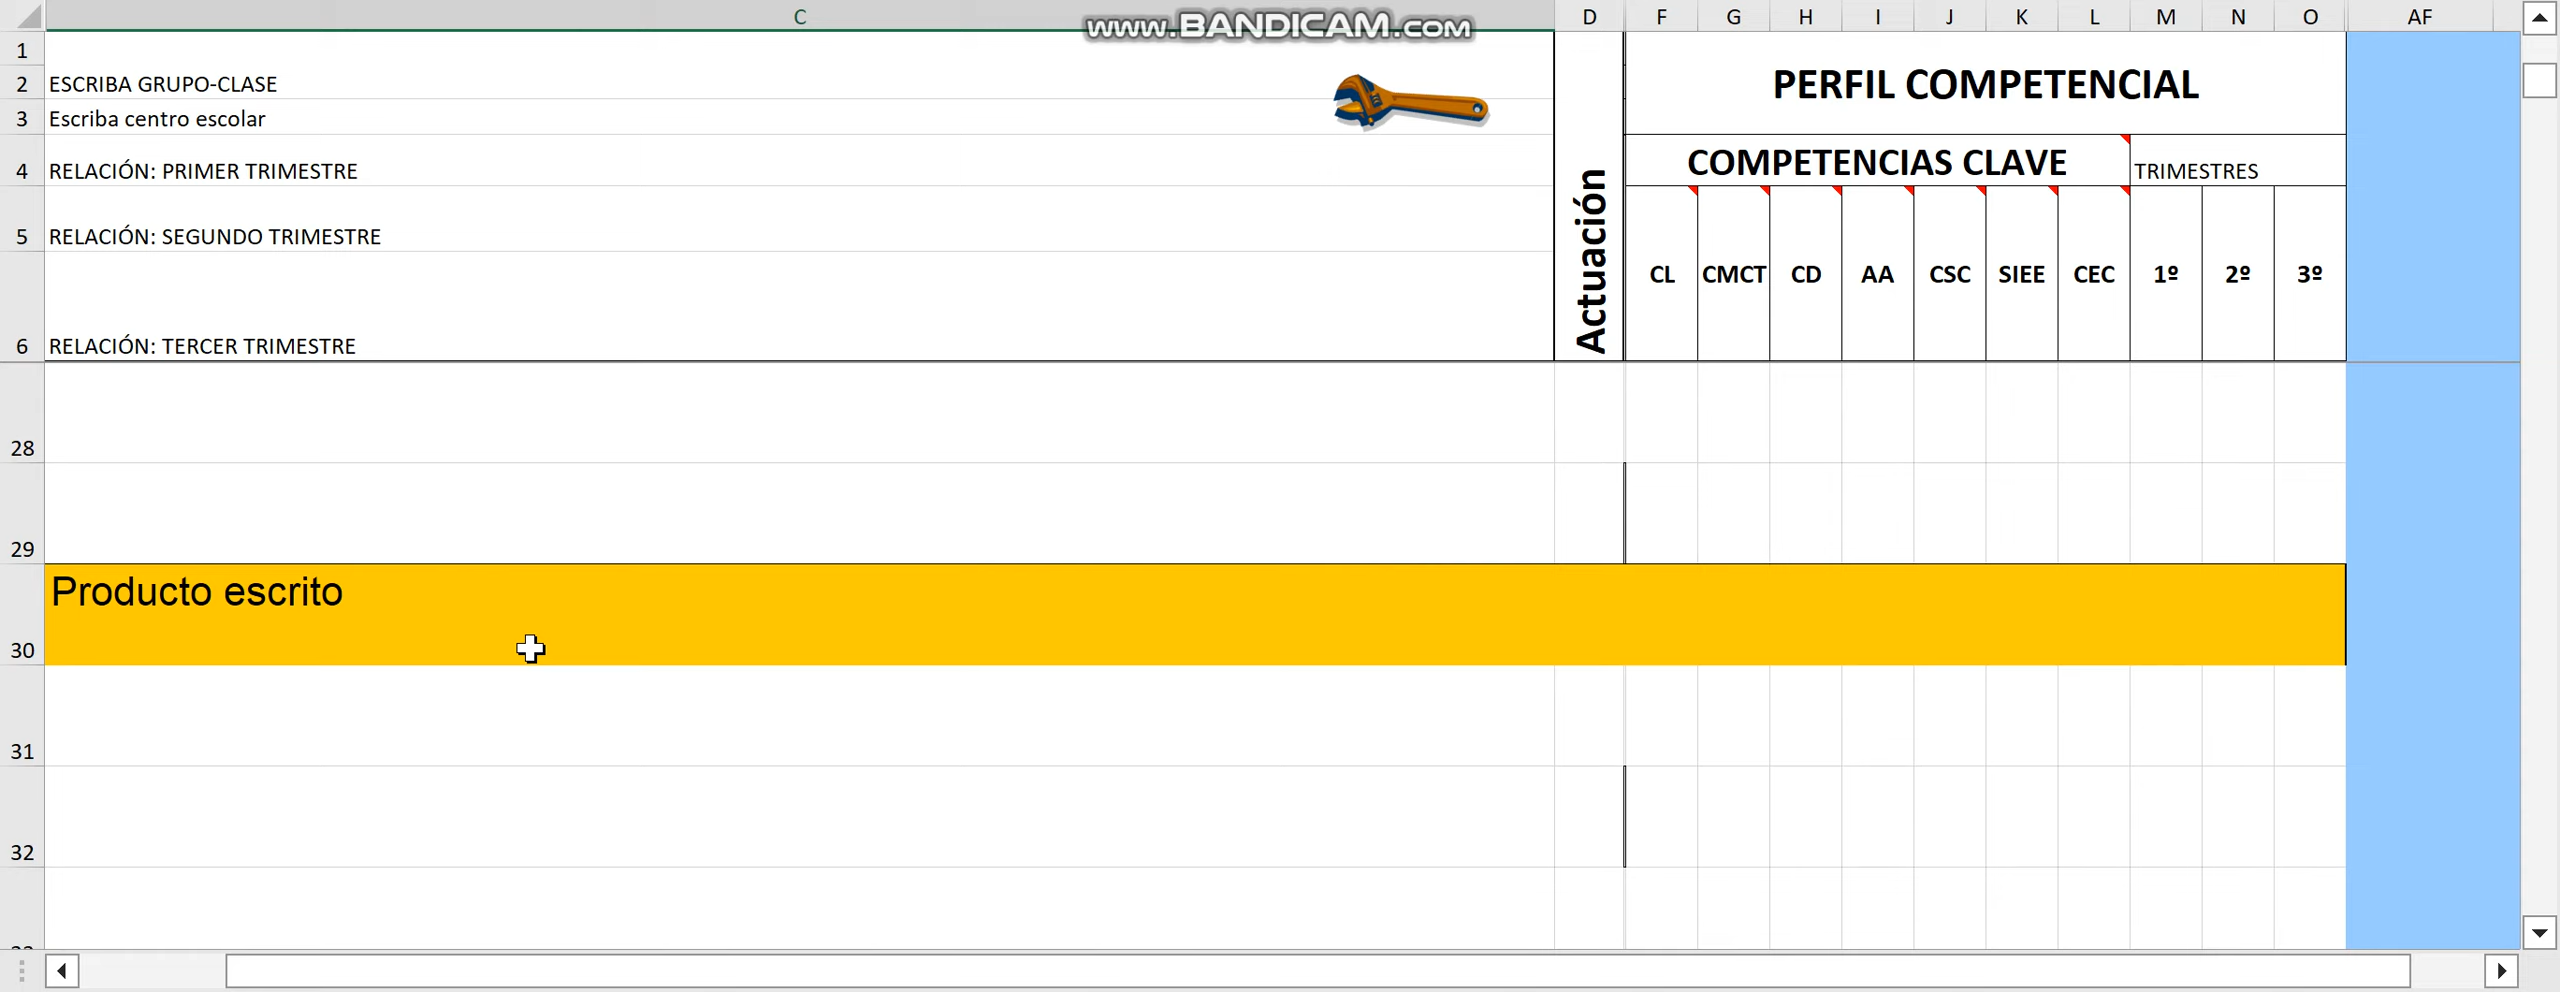 C D F G H I J K L M N O AF
www.BANDICAM.com
1
2 ESCRIBA GRUPO-CLASE
3 Escriba centro escolar
4 RELACIÓN: PRIMER TRIMESTRE
5 RELACIÓN: SEGUNDO TRIMESTRE
6 RELACIÓN: TERCER TRIMESTRE
Actuación
PERFIL COMPETENCIAL
COMPETENCIAS CLAVE TRIMESTRES
CL CMCT CD AA CSC SIEE CEC 1º 2º 3º
28
29
30 Producto escrito
31
32